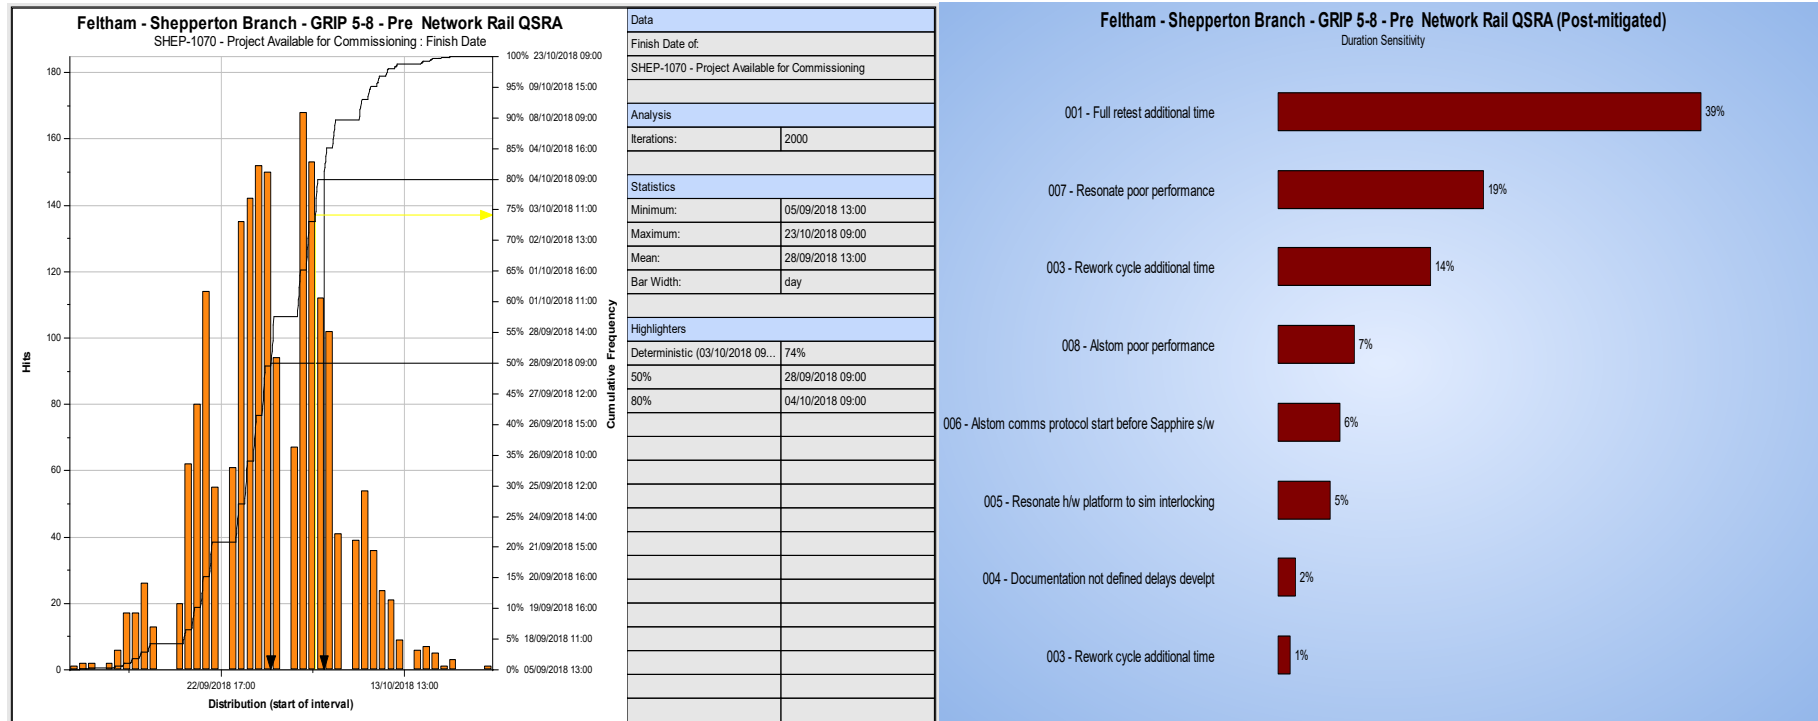 Feltham - Shepperton Branch - GRIP 5-8 - Pre Network Rail QSRA
SHEP-1070 - Project Available for Commissioning : Finish Date
Hits
180
160
140
120
100
80
60
40
20
0
100% 23/10/2018 09:00
95% 09/10/2018 15:00
90% 08/10/2018 09:00
85% 04/10/2018 16:00
80% 04/10/2018 09:00
75% 03/10/2018 11:00
70% 02/10/2018 13:00
65% 01/10/2018 16:00
60% 01/10/2018 11:00
55% 28/09/2018 14:00
50% 28/09/2018 09:00
45% 27/09/2018 12:00
40% 26/09/2018 15:00
35% 26/09/2018 10:00
30% 25/09/2018 12:00
25% 24/09/2018 14:00
20% 21/09/2018 15:00
15% 20/09/2018 16:00
10% 19/09/2018 16:00
5% 18/09/2018 11:00
0% 05/09/2018 13:00
Cumulative Frequency
22/09/2018 17:00
13/10/2018 13:00
Distribution (start of interval)
Data
Finish Date of:
SHEP-1070 - Project Available for Commissioning
Analysis
Iterations: 2000
Statistics
Minimum: 05/09/2018 13:00
Maximum: 23/10/2018 09:00
Mean: 28/09/2018 13:00
Bar Width: day
Highlighters
Deterministic (03/10/2018 09... 74%
50% 28/09/2018 09:00
80% 04/10/2018 09:00
Feltham - Shepperton Branch - GRIP 5-8 - Pre Network Rail QSRA (Post-mitigated)
Duration Sensitivity
001 - Full retest additional time 39%
007 - Resonate poor performance 19%
003 - Rework cycle additional time 14%
008 - Alstom poor performance 7%
006 - Alstom comms protocol start before Sapphire s/w 6%
005 - Resonate h/w platform to sim interlocking 5%
004 - Documentation not defined delays develpt 2%
003 - Rework cycle additional time 1%